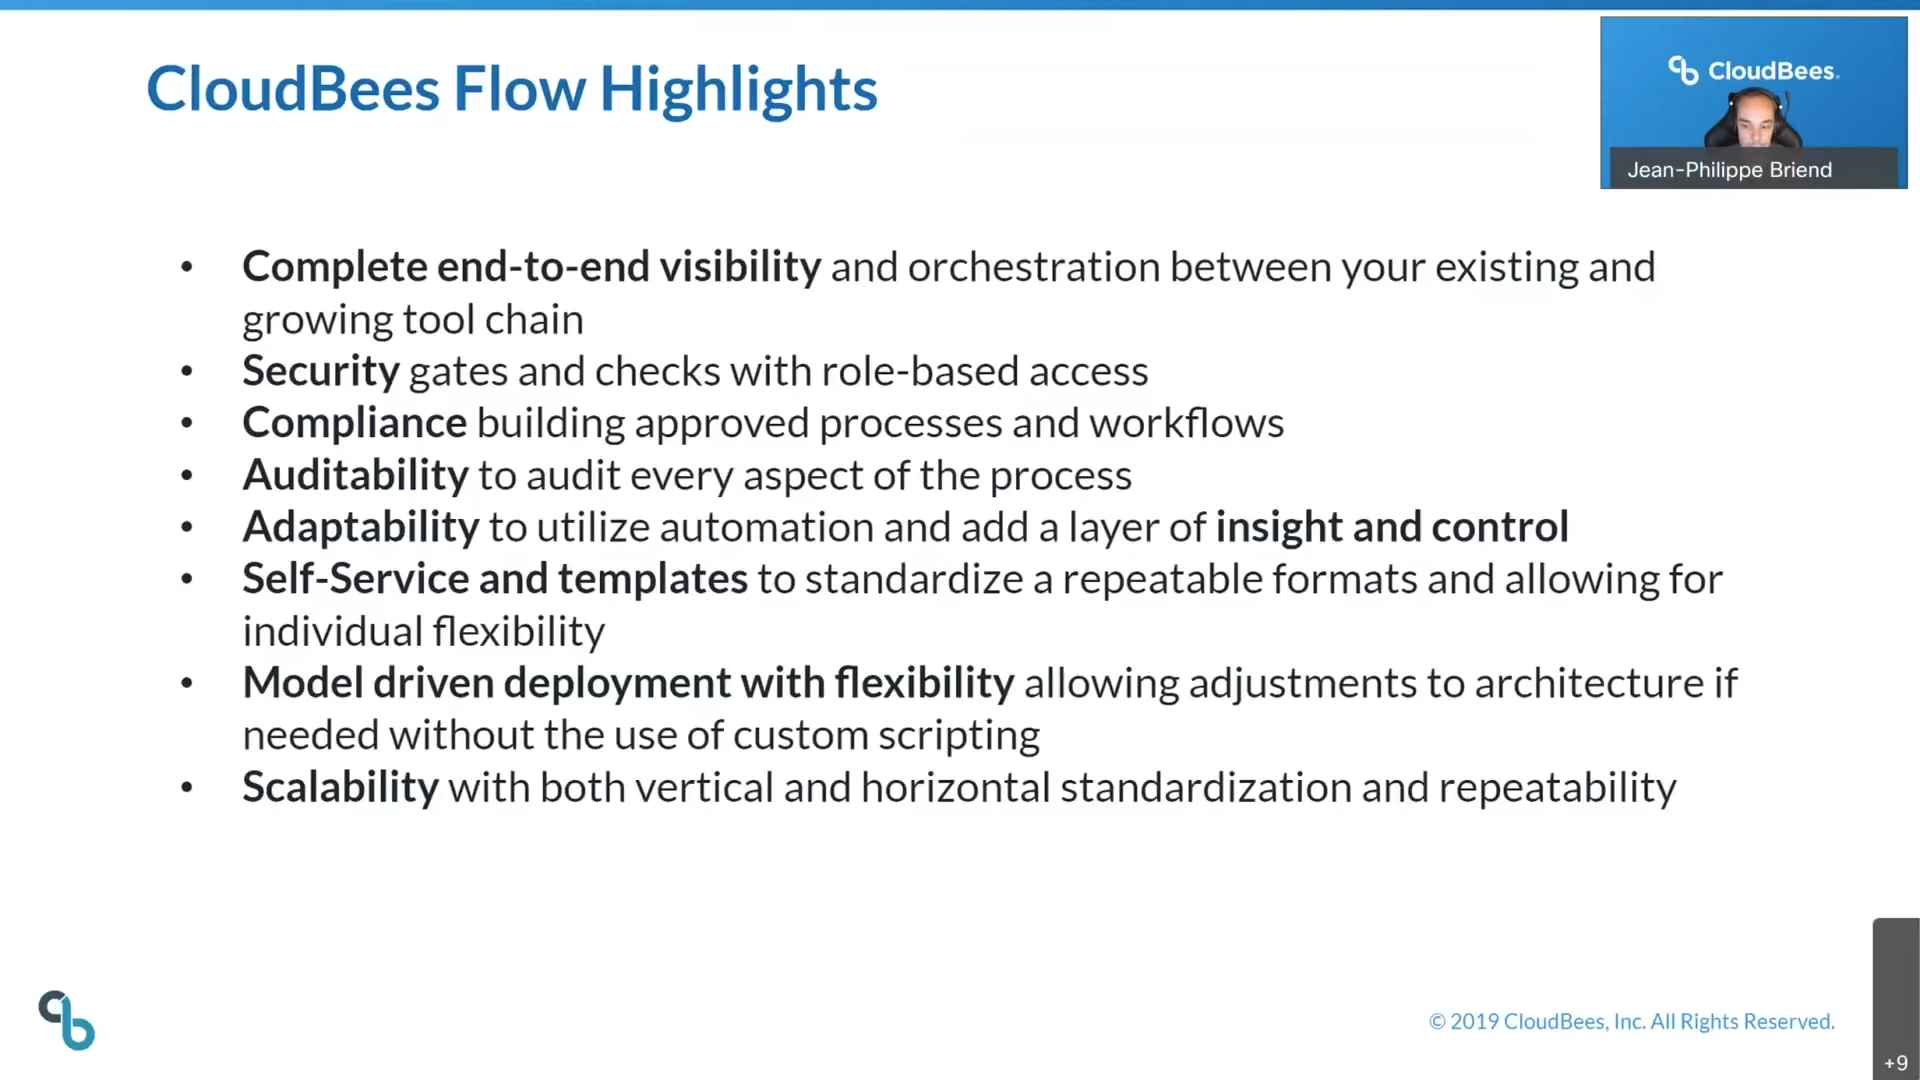 CloudBees Flow Highlights
CloudBees.
Jean-Philippe Briend
• Complete end-to-end visibility and orchestration between your existing and
growing tool chain
• Security gates and checks with role-based access
• Compliance building approved processes and workflows
• Auditability to audit every aspect of the process
• Adaptability to utilize automation and add a layer of insight and control
• Self-Service and templates to standardize a repeatable formats and allowing for
individual flexibility
• Model driven deployment with flexibility allowing adjustments to architecture if
needed without the use of custom scripting
• Scalability with both vertical and horizontal standardization and repeatability
© 2019 CloudBees, Inc. All Rights Reserved.
+9